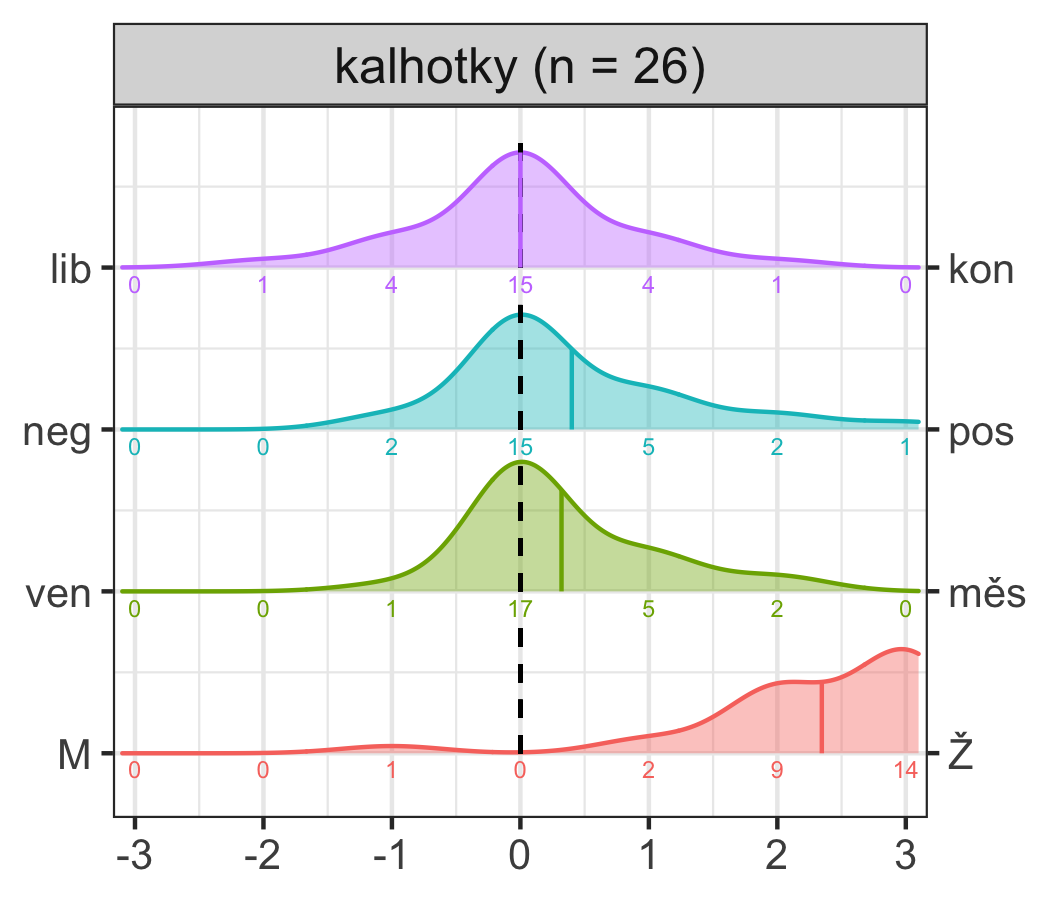 kalhotky (n = 26)
lib kon
0 1 4 15 4 1 0
neg pos
0 0 2 15 5 2 1
ven měs
0 0 1 17 5 2 0
M Ž
0 0 1 0 2 9 14
-3 -2 -1 0 1 2 3